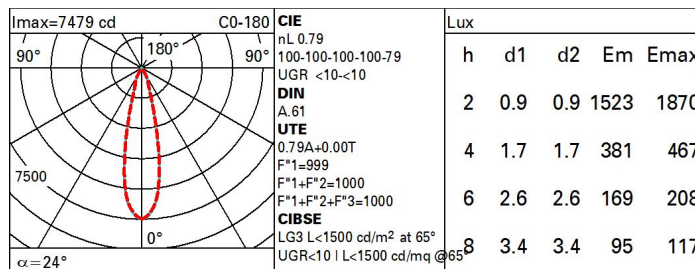 Imax=7479 cd C0-180
90° 180° 90°
7500
0°
α=24°
CIE
nL 0.79
100-100-100-100-79
UGR <10-<10
DIN
A.61
UTE
0.79A+0.00T
F"1=999
F"1+F"2=1000
F"1+F"2+F"3=1000
CIBSE
LG3 L<1500 cd/m² at 65°
UGR<10 | L<1500 cd/mq @65°
Lux
h d1 d2 Em Emax
2 0.9 0.9 1523 1870
4 1.7 1.7 381 467
6 2.6 2.6 169 208
8 3.4 3.4 95 117